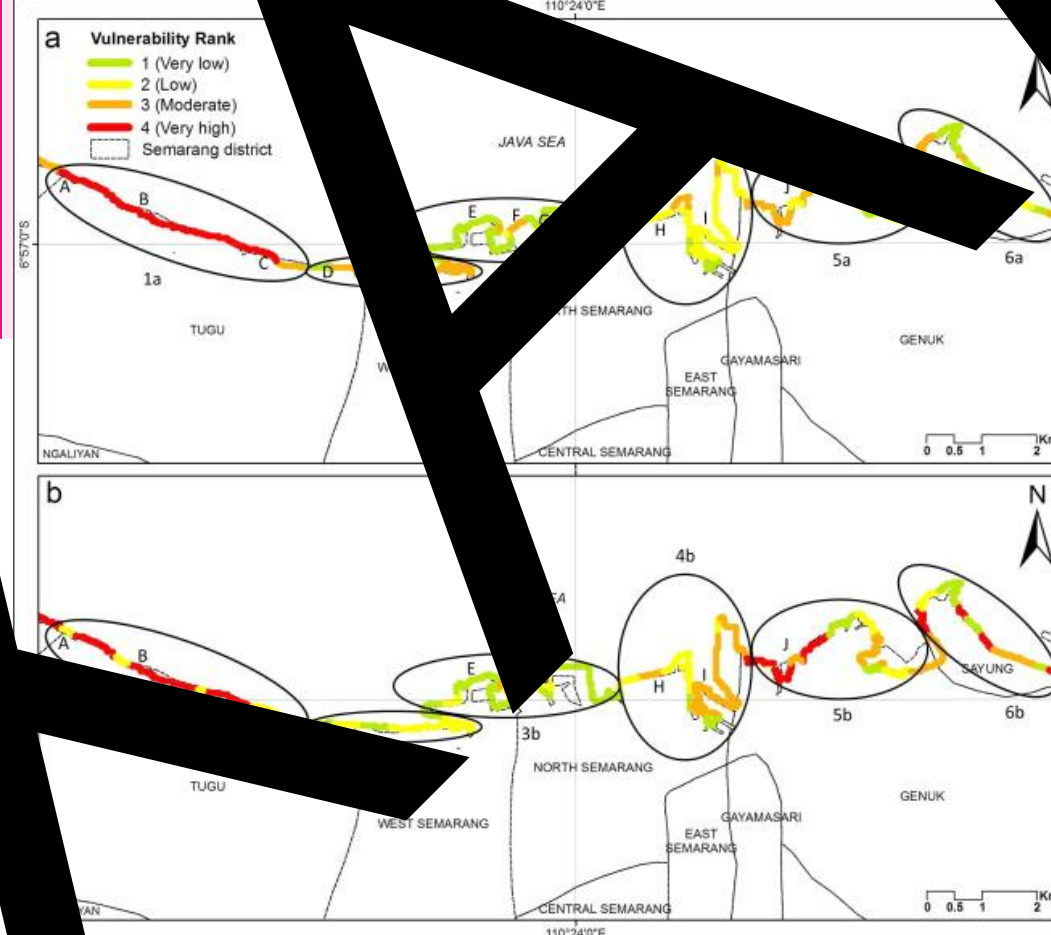 110°24'0"E
a
Vulnerability Rank
1 (Very low)
2 (Low)
3 (Moderate)
4 (Very high)
Semarang district
JAVA SEA
6°57'0"S
A
B
C
D
E
F
H
I
J
1a
5a
6a
TUGU
NORTH SEMARANG
GENUK
GAYAMASARI
EAST
SEMARANG
CENTRAL SEMARANG
NGALIYAN
0 0.5 1 2
b
N
4b
A
B
E
H
I
J
SAYUNG
3b
5b
6b
NORTH SEMARANG
TUGU
WEST SEMARANG
GENUK
GAYAMASARI
EAST
SEMARANG
CENTRAL SEMARANG
0 0.5 1 2
110°24'0"E